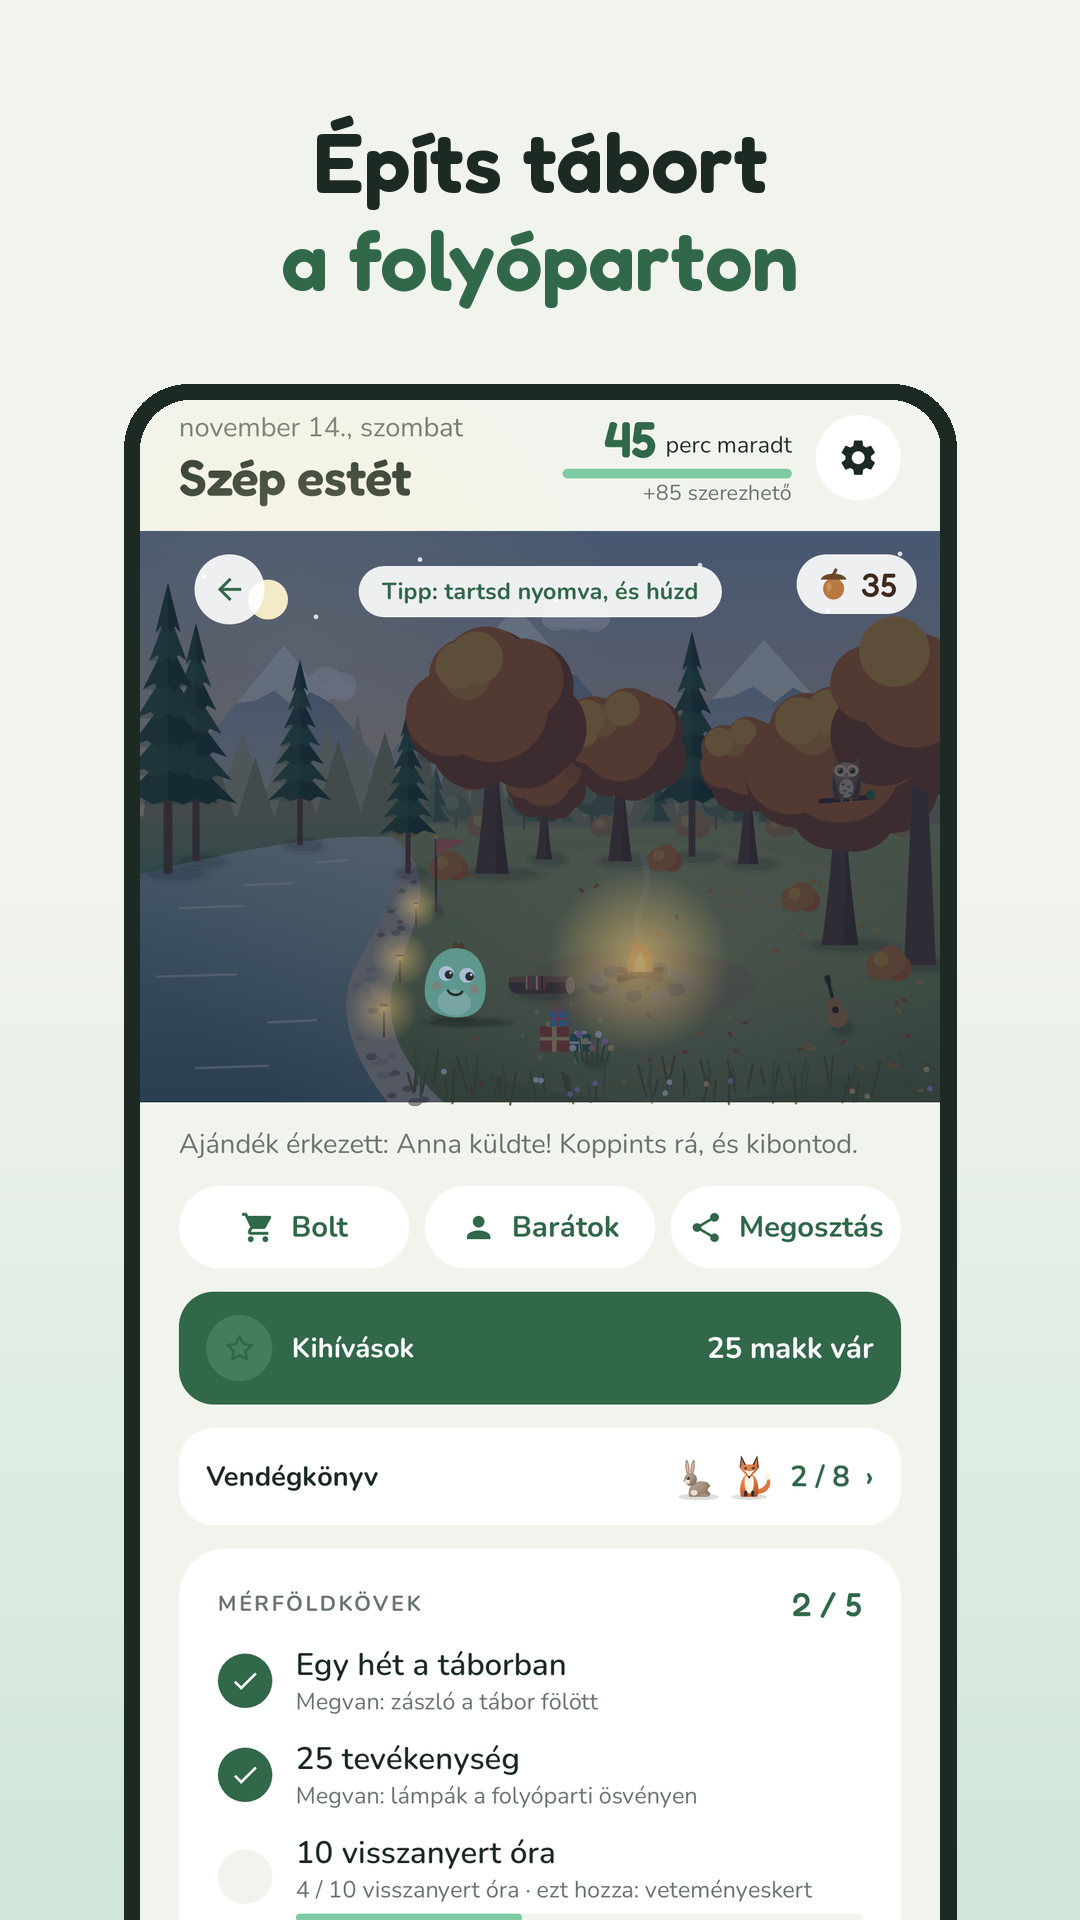 Építs tábort
a folyóparton
november 14., szombat
Szép estét
45 perc maradt
+85 szerezhető
Tipp: tartsd nyomva, és húzd
35
Ajándék érkezett: Anna küldte! Koppints rá, és kibontod.
Bolt
Barátok
Megosztás
Kihívások
25 makk vár
Vendégkönyv
2 / 8 ›
MÉRFÖLDKÖVEK
2 / 5
Egy hét a táborban
Megvan: zászló a tábor fölött
25 tevékenység
Megvan: lámpák a folyóparti ösvényen
10 visszanyert óra
4 / 10 visszanyert óra · ezt hozza: veteményeskert